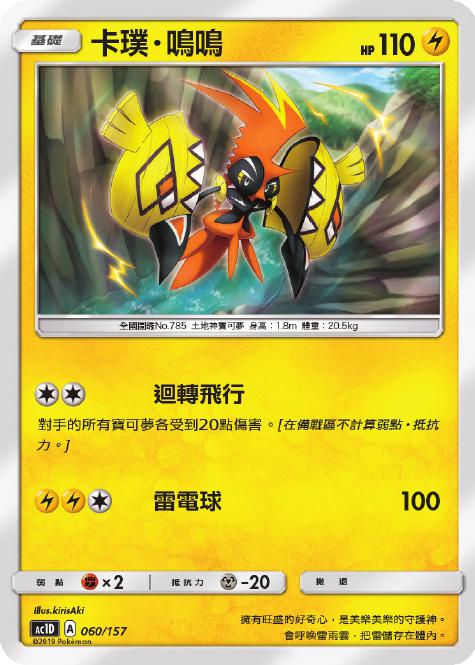 基礎 卡璞・鳴鳴 HP 110
全國圖鑑No.785 土地神寶可夢 身高：1.8m 體重：20.5kg
迴轉飛行
對手的所有寶可夢各受到20點傷害。[在備戰區不計算弱點・抵抗
力。]
雷電球 100
弱點 ×2 抵抗力 -20 撤退
Illus.kirisAki
AC1D A 060/157
©2019 Pokémon
擁有旺盛的好奇心，是美樂美樂的守護神。
會呼喚雷雨雲，把雷儲存在體內。